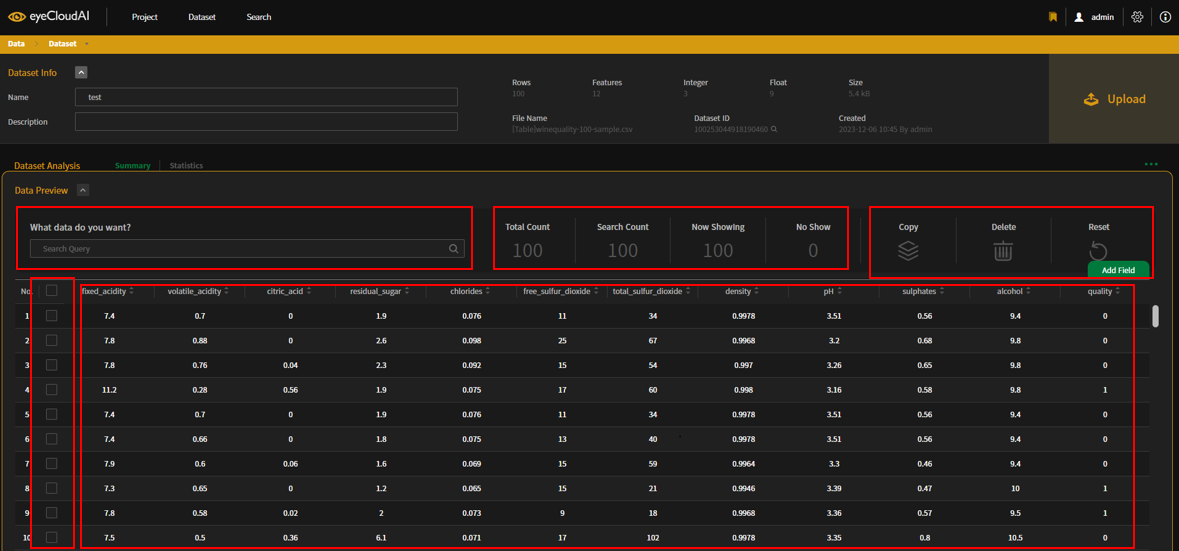 eyeCloudAI Project Dataset Search admin
Data Dataset
Dataset Info
Name test
Description
Rows Features Integer Float Size
100 12 3 9 5.4 kB
File Name Dataset ID Created
[Table]winequality-100-sample.csv 100253044918190460 2023-12-06 10:45 By admin
Upload
Dataset Analysis Summary Statistics
Data Preview
What data do you want?
Search Query
Total Count Search Count Now Showing No Show
100 100 100 0
Copy Delete Reset
Add Field
No. fixed_acidity volatile_acidity citric_acid residual_sugar chlorides free_sulfur_dioxide total_sulfur_dioxide density pH sulphates alcohol quality
1 7.4 0.7 0 1.9 0.076 11 34 0.9978 3.51 0.56 9.4 0
2 7.8 0.88 0 2.6 0.098 25 67 0.9968 3.2 0.68 9.8 0
3 7.8 0.76 0.04 2.3 0.092 15 54 0.997 3.26 0.65 9.8 0
4 11.2 0.28 0.56 1.9 0.075 17 60 0.998 3.16 0.58 9.8 1
5 7.4 0.7 0 1.9 0.076 11 34 0.9978 3.51 0.56 9.4 0
6 7.4 0.66 0 1.8 0.075 13 40 0.9978 3.51 0.56 9.4 0
7 7.9 0.6 0.06 1.6 0.069 15 59 0.9964 3.3 0.46 9.4 0
8 7.3 0.65 0 1.2 0.065 15 21 0.9946 3.39 0.47 10 1
9 7.8 0.58 0.02 2 0.073 9 18 0.9968 3.36 0.57 9.5 1
10 7.5 0.5 0.36 6.1 0.071 17 102 0.9978 3.35 0.8 10.5 0